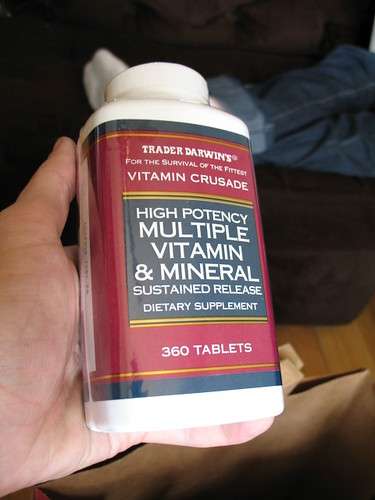 TRADER DARWIN'S®
FOR THE SURVIVAL OF THE FITTEST
VITAMIN CRUSADE
HIGH POTENCY
MULTIPLE
VITAMIN
& MINERAL
SUSTAINED RELEASE
DIETARY SUPPLEMENT
360 TABLETS